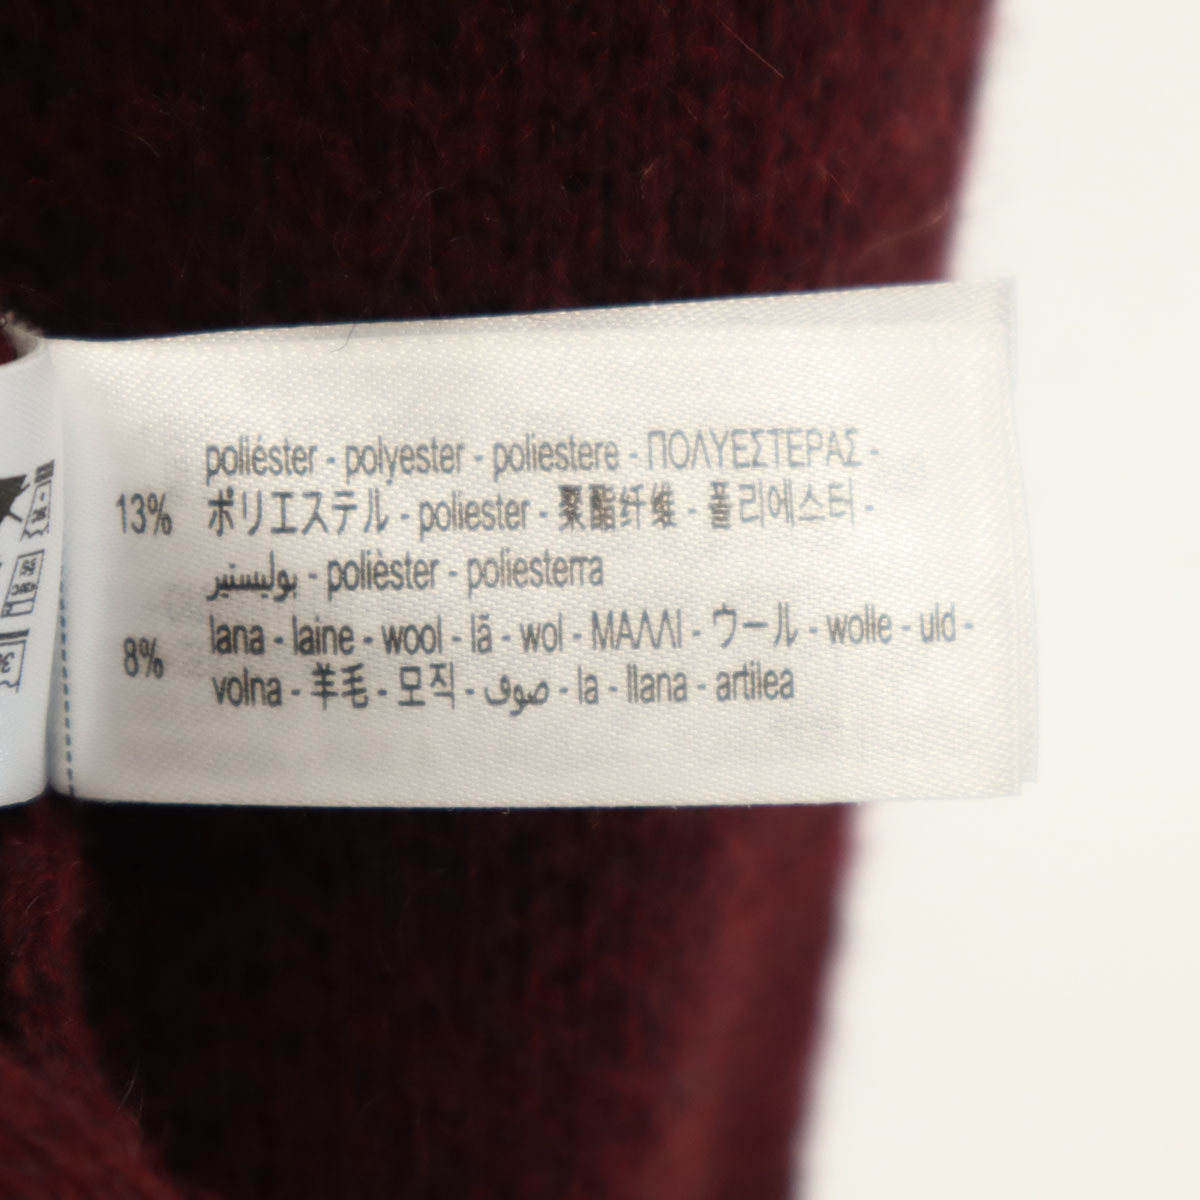 poliéster - polyester - poliestere - ΠΟΛΥΕΣΤΕΡΑΣ -
13% ポリエステル - poliester - 聚酯纤维 - 폴리에스터 -
بوليستير - polièster - poliesterra
lana - laine - wool - lã - wol - ΜΑΛΛΙ - ウール - wolle - uld -
8% volna - 羊毛 - 모직 - صوف - la - llana - artilea